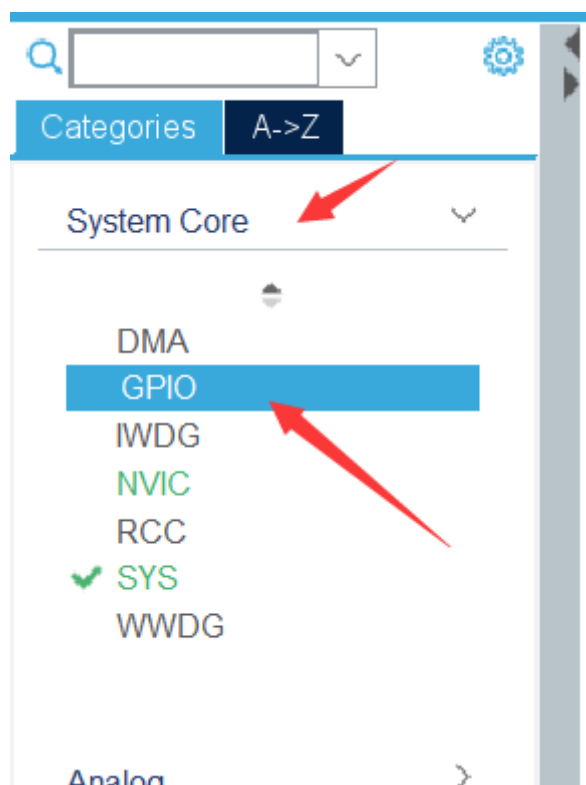 Categories A->Z
System Core
DMA
GPIO
IWDG
NVIC
RCC
SYS
WWDG
Analog